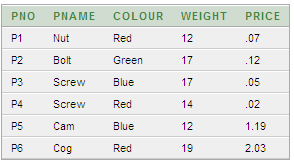 PNO PNAME COLOUR WEIGHT PRICE
P1 Nut Red 12 .07
P2 Bolt Green 17 .12
P3 Screw Blue 17 .05
P4 Screw Red 14 .02
P5 Cam Blue 12 1.19
P6 Cog Red 19 2.03